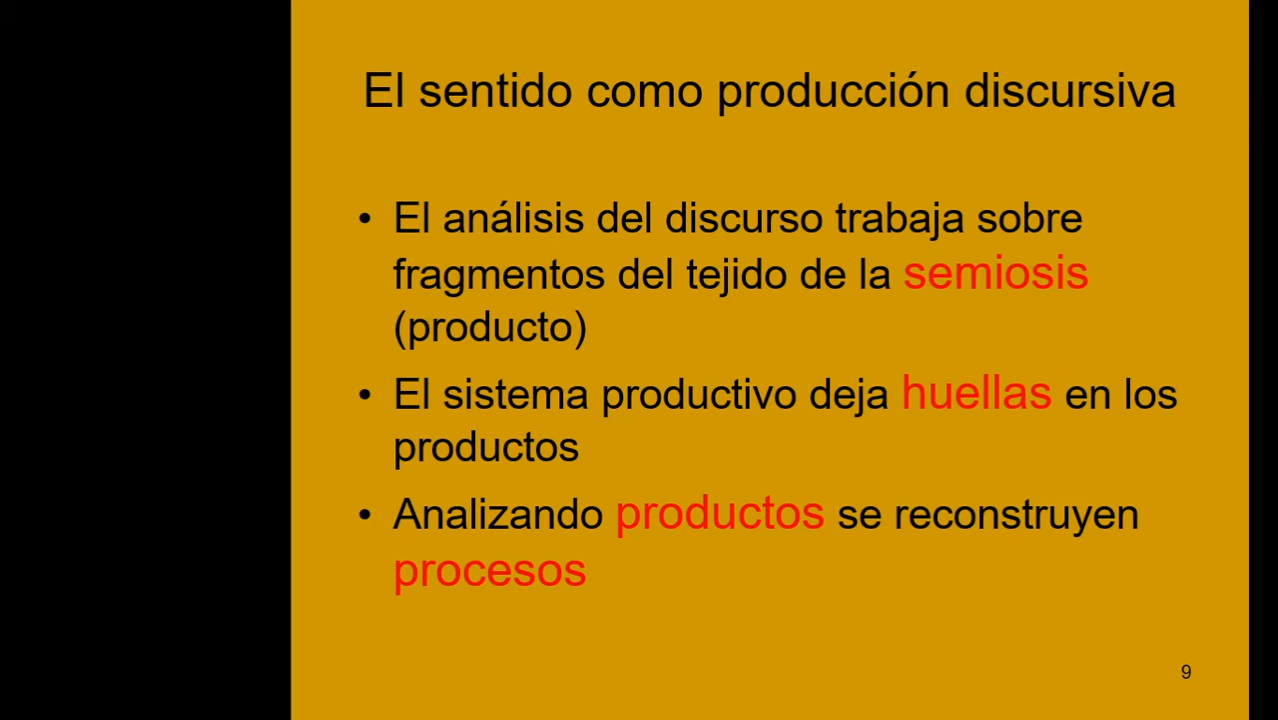 El sentido como producción discursiva
• El análisis del discurso trabaja sobre
fragmentos del tejido de la semiosis
(producto)
• El sistema productivo deja huellas en los
productos
• Analizando productos se reconstruyen
procesos
9